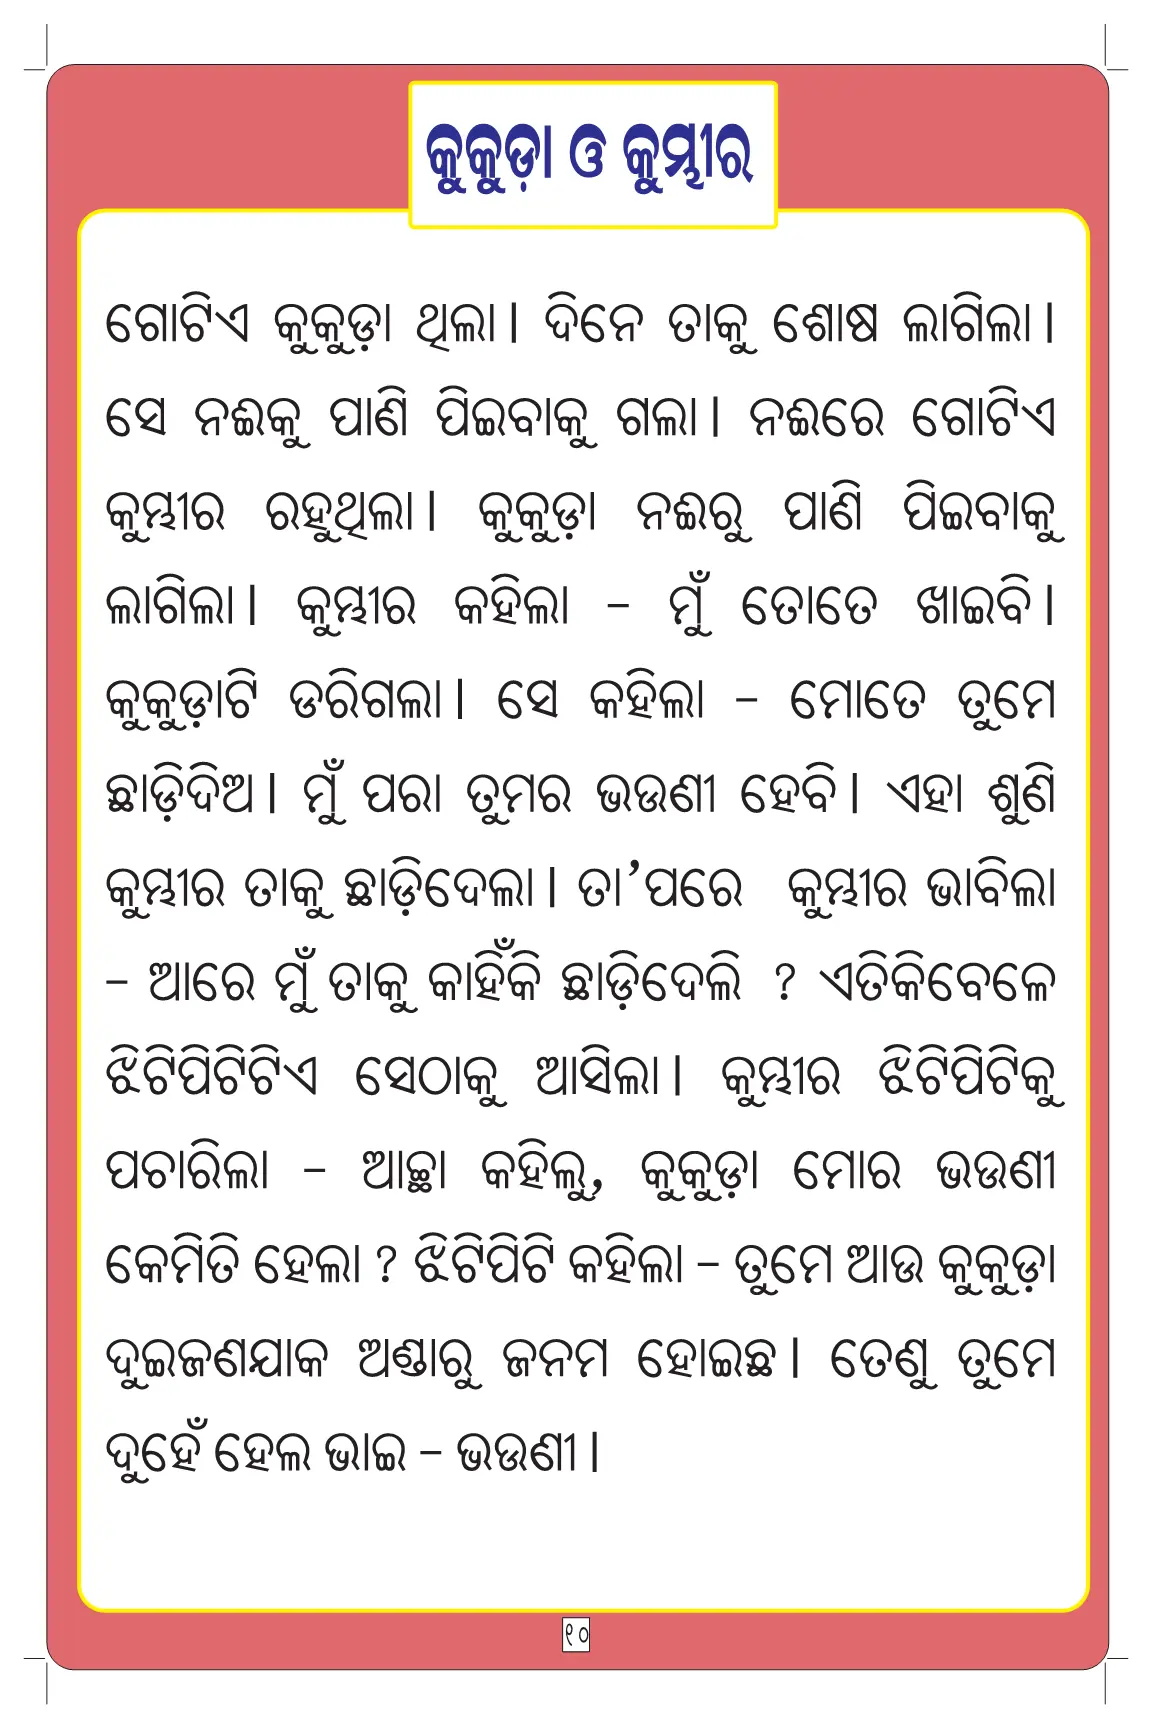 କୁକୁଡ଼ା ଓ କୁମ୍ଭୀର
ଗୋଟିଏ କୁକୁଡ଼ା ଥିଲା। ଦିନେ ତାକୁ ଶୋଷ ଲାଗିଲା।
ସେ ନଈକୁ ପାଣି ପିଇବାକୁ ଗଲା। ନଈରେ ଗୋଟିଏ
କୁମ୍ଭୀର ରହୁଥିଲା। କୁକୁଡ଼ା ନଈରୁ ପାଣି ପିଇବାକୁ
ଲାଗିଲା। କୁମ୍ଭୀର କହିଲା - ମୁଁ ତୋତେ ଖାଇବି।
କୁକୁଡ଼ାଟି ଡରିଗଲା। ସେ କହିଲା - ମୋତେ ତୁମେ
ଛାଡ଼ିଦିଅ। ମୁଁ ପରା ତୁମର ଭଉଣୀ ହେବି। ଏହା ଶୁଣି
କୁମ୍ଭୀର ତାକୁ ଛାଡ଼ିଦେଲା। ତା’ପରେ କୁମ୍ଭୀର ଭାବିଲା
- ଆରେ ମୁଁ ତାକୁ କାହିଁକି ଛାଡ଼ିଦେଲି ? ଏତିକିବେଳେ
ଝିଟିପିଟିଟିଏ ସେଠାକୁ ଆସିଲା। କୁମ୍ଭୀର ଝିଟିପିଟିକୁ
ପଚାରିଲା - ଆଚ୍ଛା କହିଲୁ, କୁକୁଡ଼ା ମୋର ଭଉଣୀ
କେମିତି ହେଲା ? ଝିଟିପିଟି କହିଲା - ତୁମେ ଆଉ କୁକୁଡ଼ା
ଦୁଇଜଣଯାକ ଅଣ୍ଡାରୁ ଜନମ ହୋଇଛ। ତେଣୁ ତୁମେ
ଦୁହେଁ ହେଲ ଭାଇ - ଭଉଣୀ।
୧୦